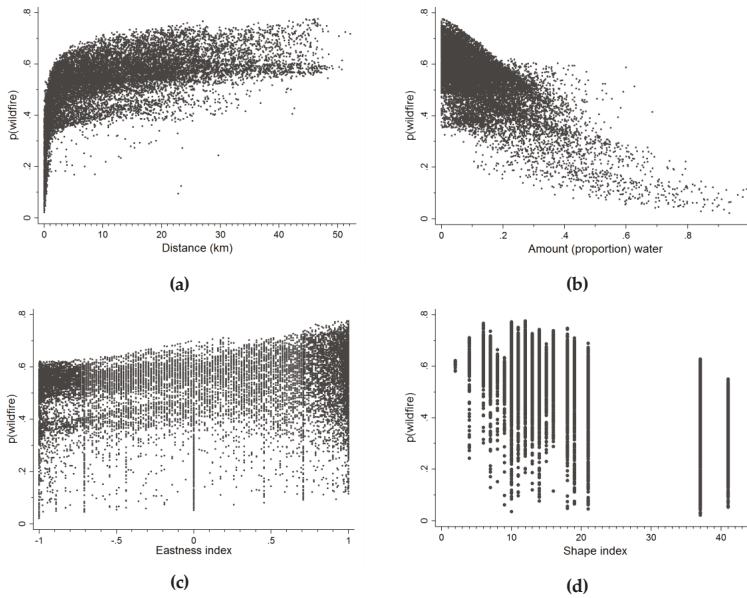 p(wildfire)
.8
.6
.4
.2
0
0 10 20 30 40 50
Distance (km)
(a)
p(wildfire)
.8
.6
.4
.2
0
0 .2 .4 .6 .8 1
Amount (proportion) water
(b)
p(wildfire)
.8
.6
.4
.2
0
-1 -.5 0 .5 1
Eastness index
(c)
p(wildfire)
.8
.6
.4
.2
0
0 10 20 30 40
Shape index
(d)